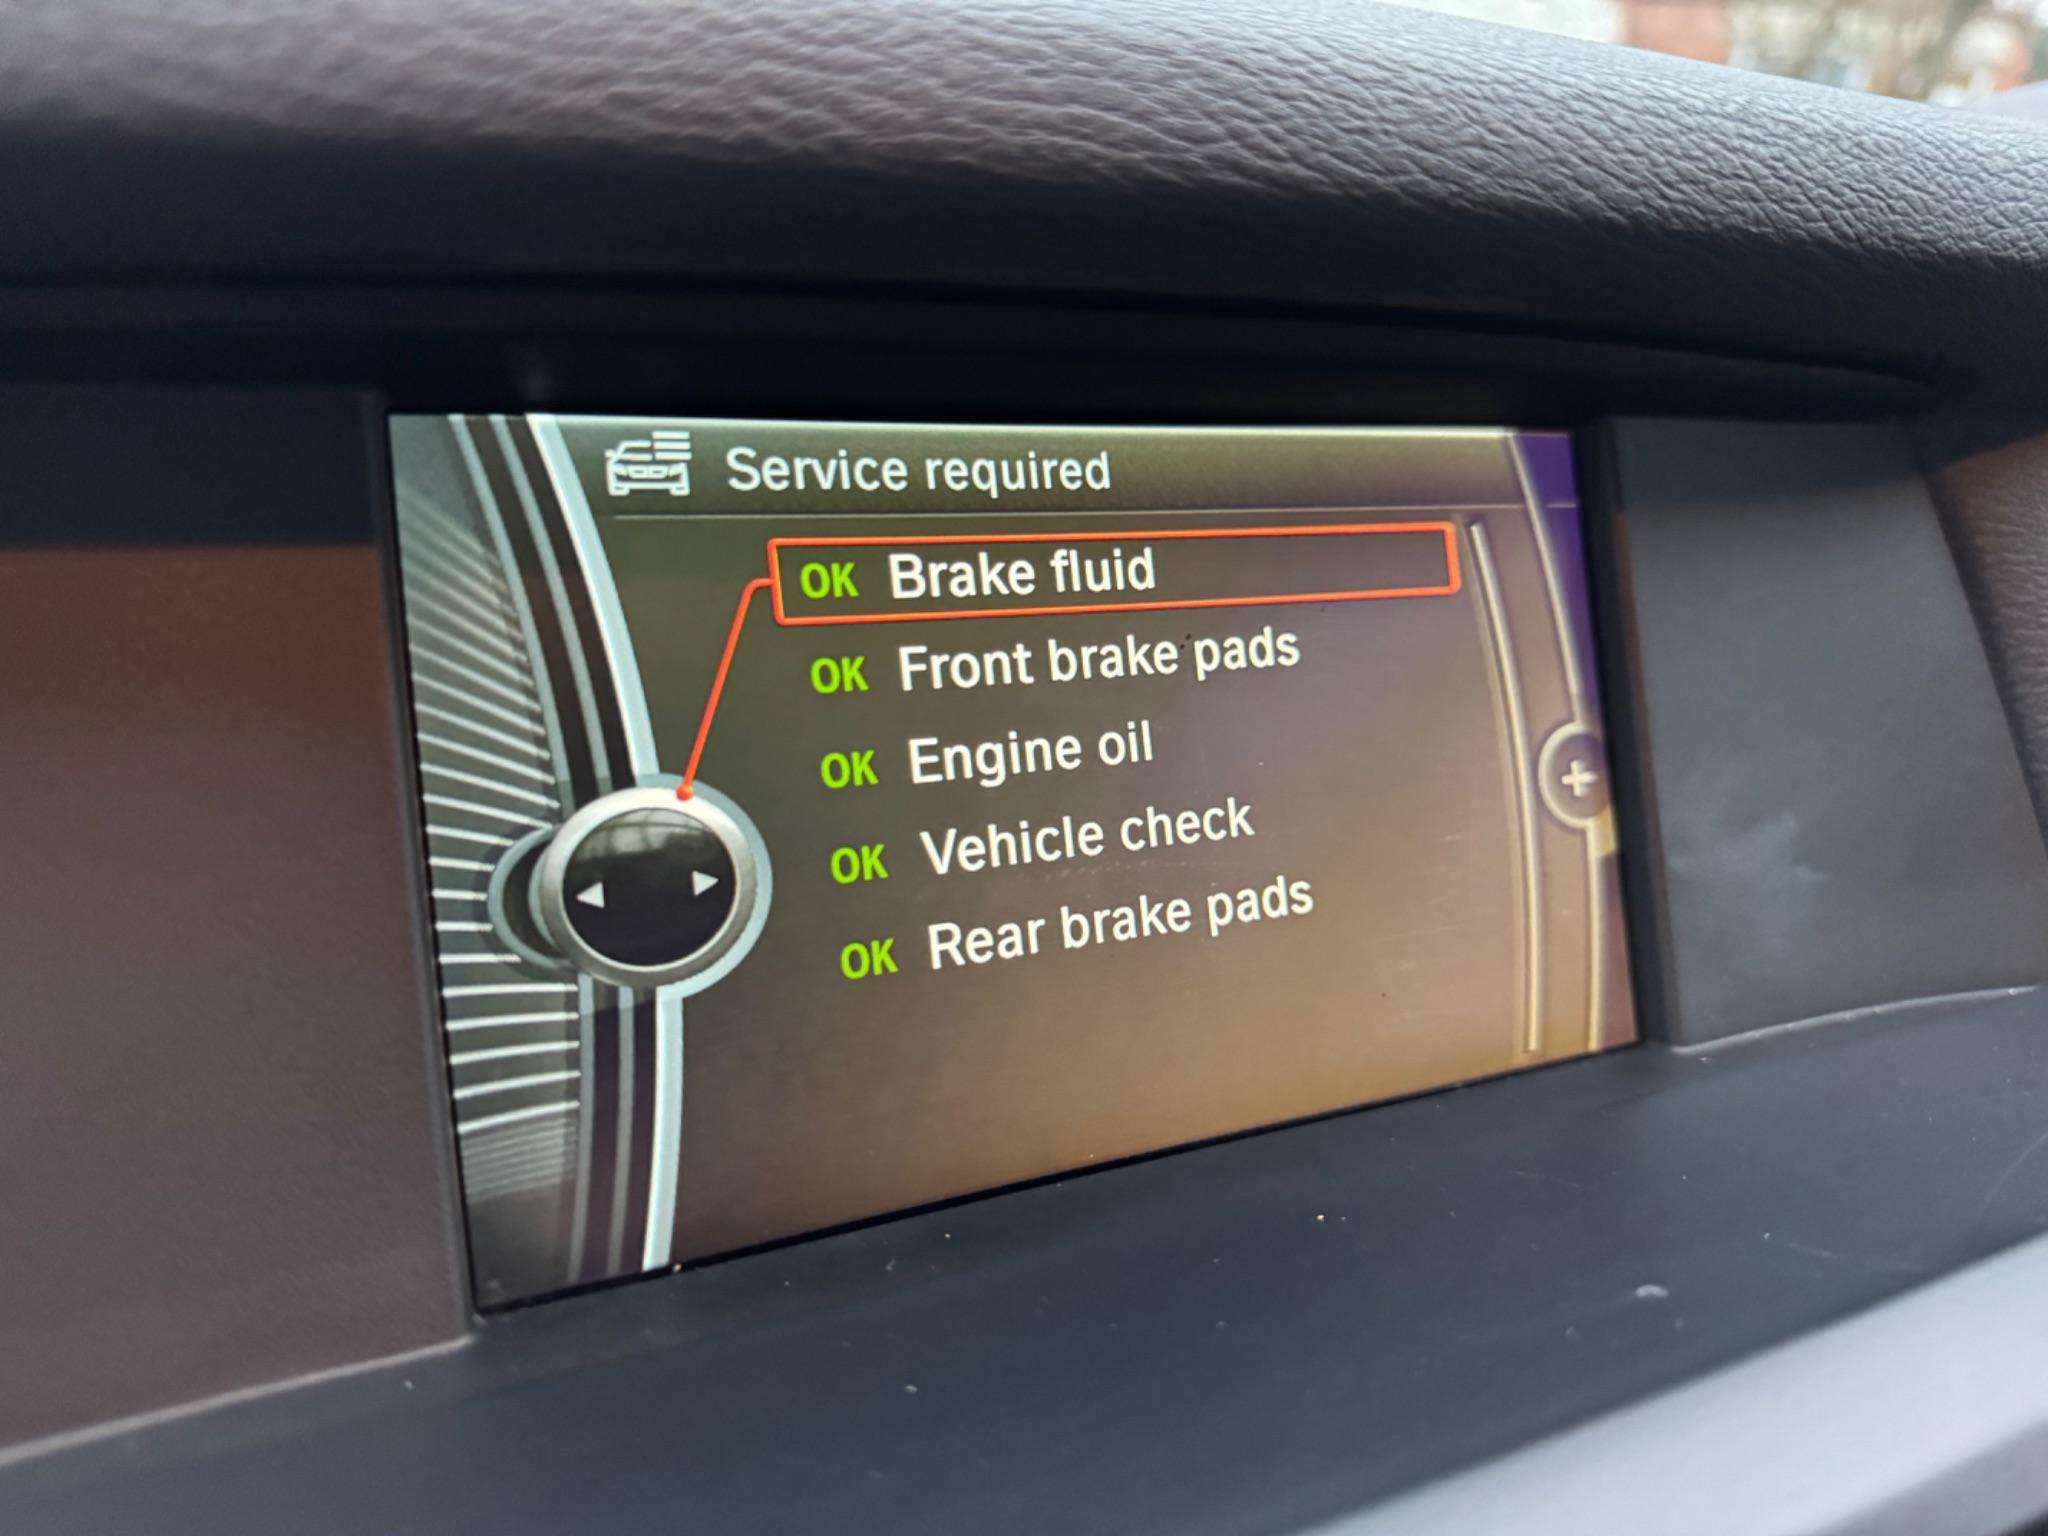 Service required
OK Brake fluid
OK Front brake pads
OK Engine oil
OK Vehicle check
OK Rear brake pads